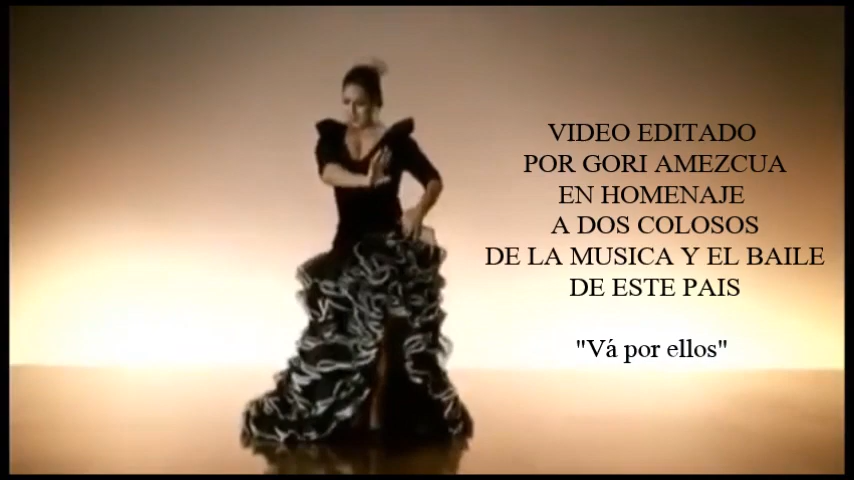 VIDEO EDITADO
POR GORI AMEZCUA
EN HOMENAJE
A DOS COLOSOS
DE LA MUSICA Y EL BAILE
DE ESTE PAIS
"Vá por ellos"